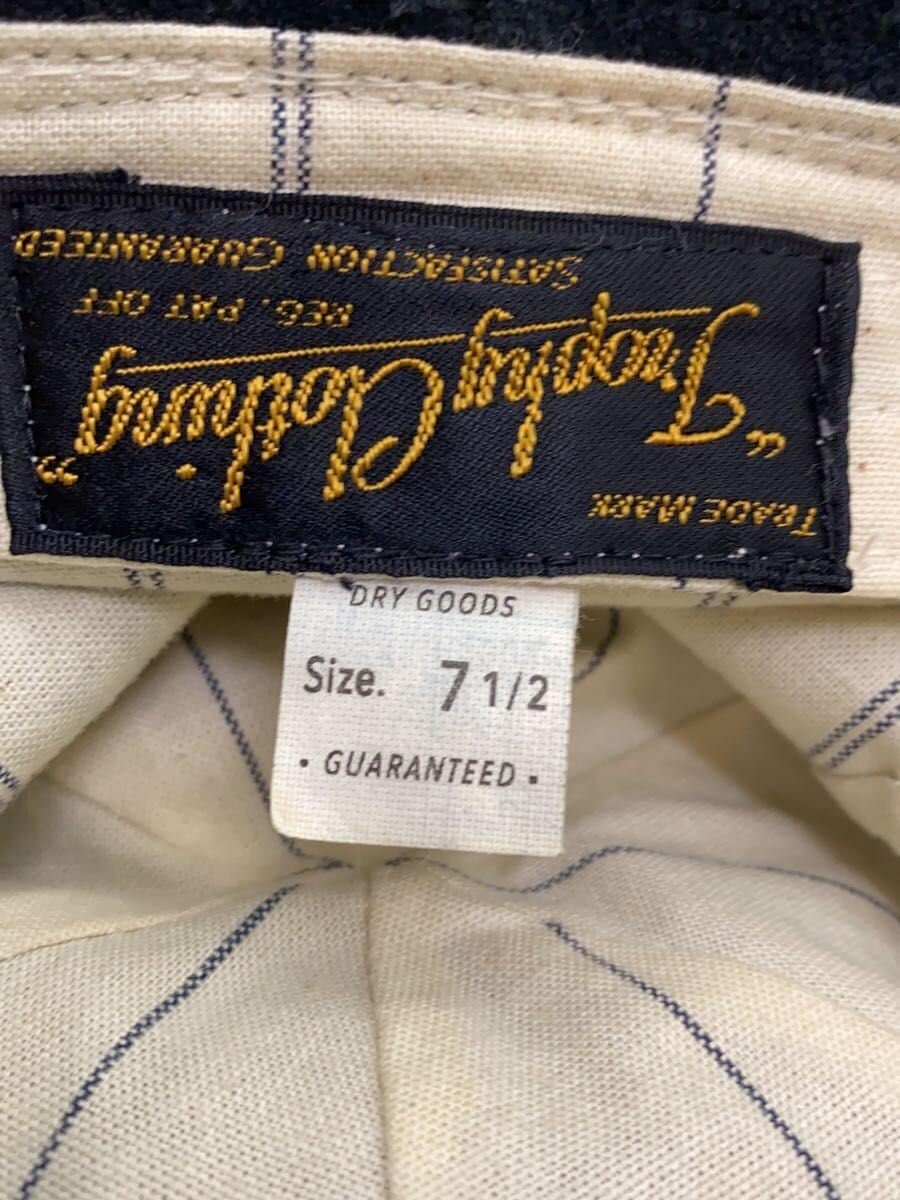 TRADE MARK
"Trophy Clothing"
REG. PAT OFF
SATISFACTION GUARANTEED
DRY GOODS
Size. 7 1/2
• GUARANTEED •